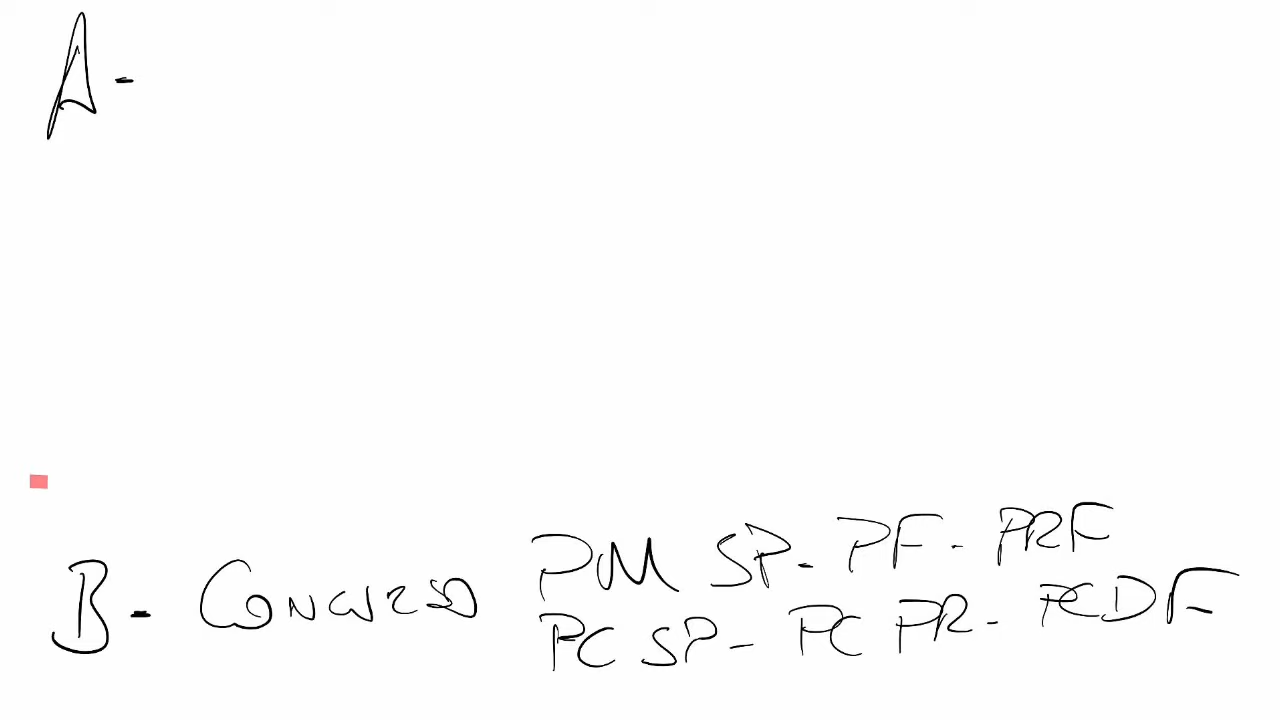 A -
B - CONCURSO PM SP - PF - PRF
PC SP - PC PR - PCDF